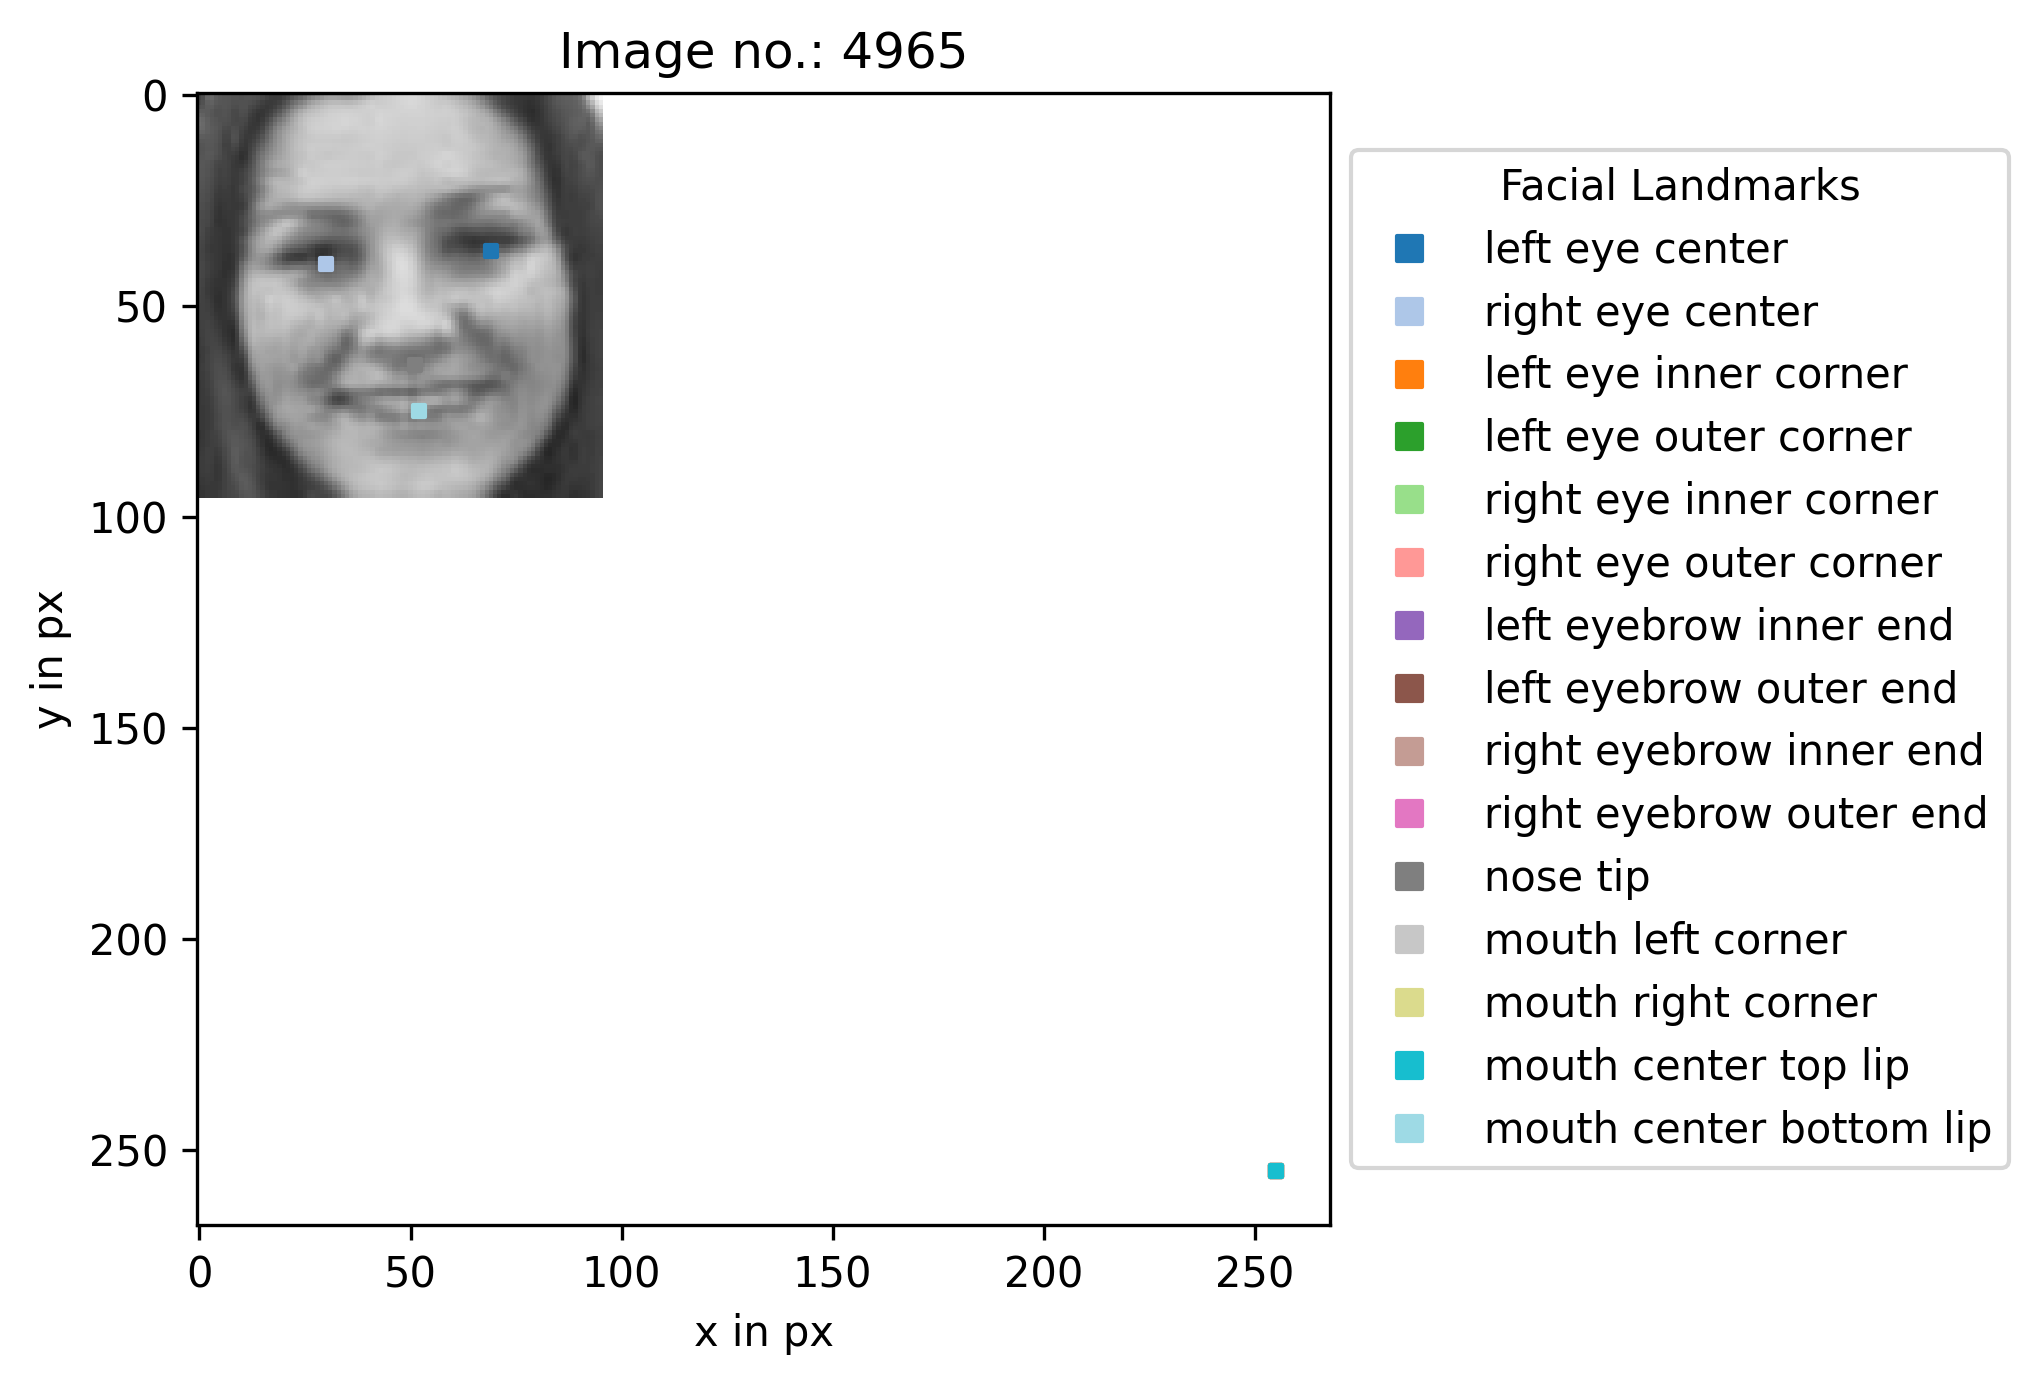 Image no.: 4965
0
50
100
150
200
250
y in px
0 50 100 150 200 250
x in px
Facial Landmarks
left eye center
right eye center
left eye inner corner
left eye outer corner
right eye inner corner
right eye outer corner
left eyebrow inner end
left eyebrow outer end
right eyebrow inner end
right eyebrow outer end
nose tip
mouth left corner
mouth right corner
mouth center top lip
mouth center bottom lip